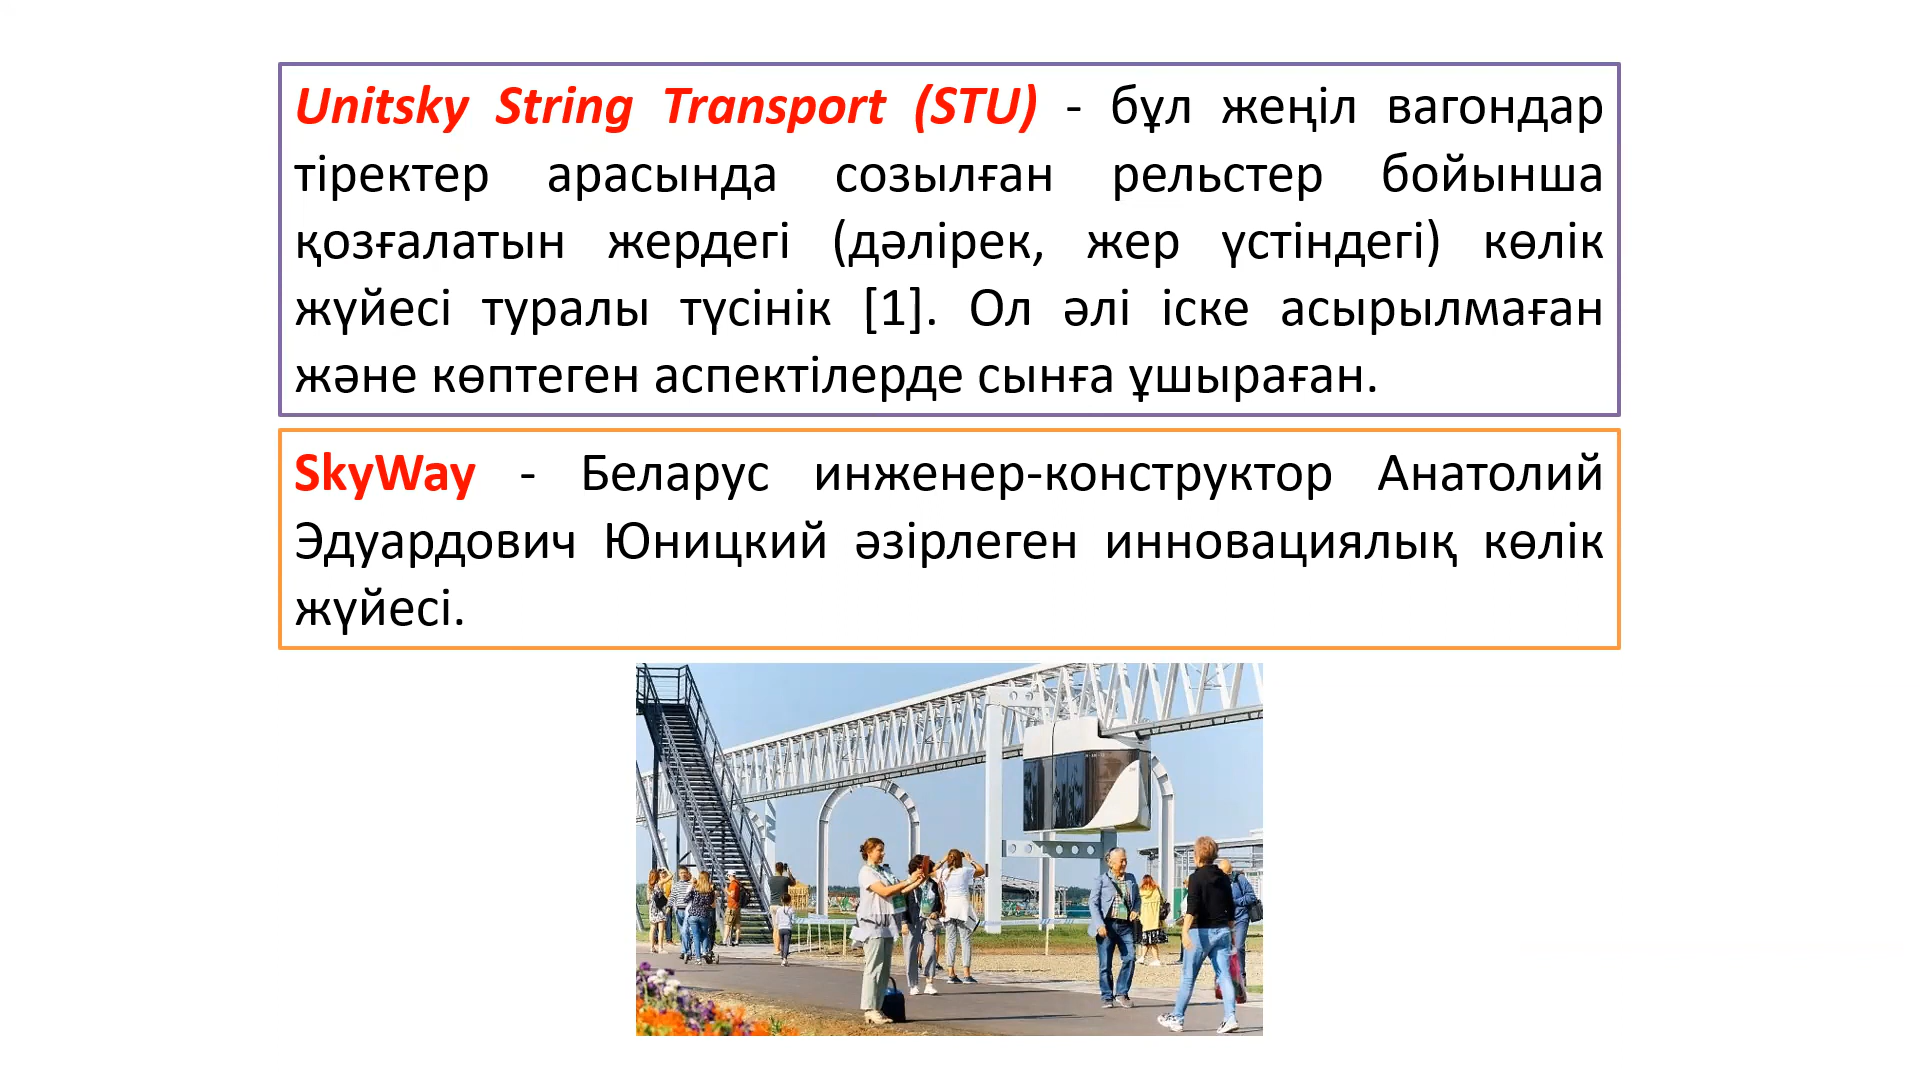 Unitsky String Transport (STU) - бұл жеңіл вагондар
тіректер арасында созылған рельстер бойынша
қозғалатын жердегі (дәлірек, жер үстіндегі) көлік
жүйесі туралы түсінік [1]. Ол әлі іске асырылмаған
және көптеген аспектілерде сынға ұшыраған.
SkyWay - Беларус инженер-конструктор Анатолий
Эдуардович Юницкий әзірлеген инновациялық көлік
жүйесі.